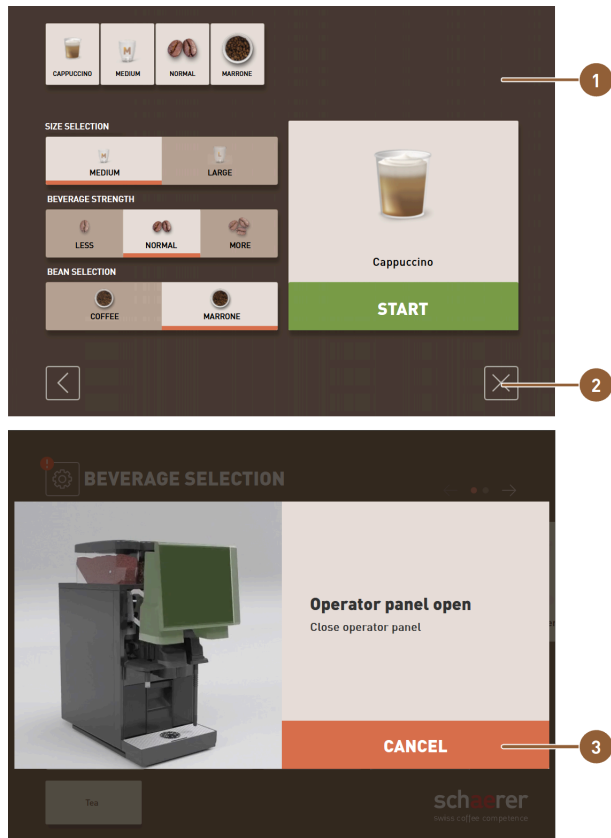 CAPPUCCINO MEDIUM NORMAL MARRONE
1
SIZE SELECTION
M L
MEDIUM LARGE
BEVERAGE STRENGTH
LESS NORMAL MORE
BEAN SELECTION
COFFEE MARRONE
M
Cappuccino
START
2
! BEVERAGE SELECTION
Operator panel open
Close operator panel
CANCEL
3
Tea
schaerer
swiss coffee competence